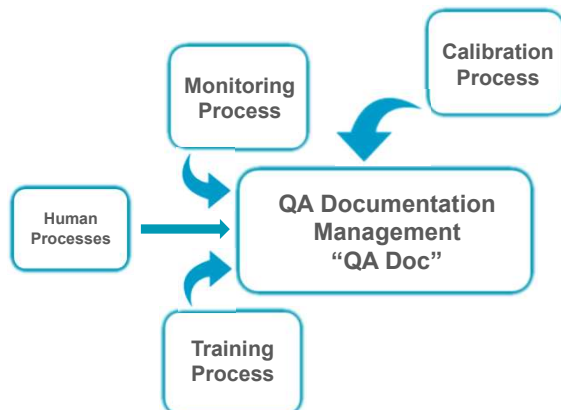 Calibration
Process
Monitoring
Process
QA Documentation
Management
“QA Doc”
Human
Processes
Training
Process